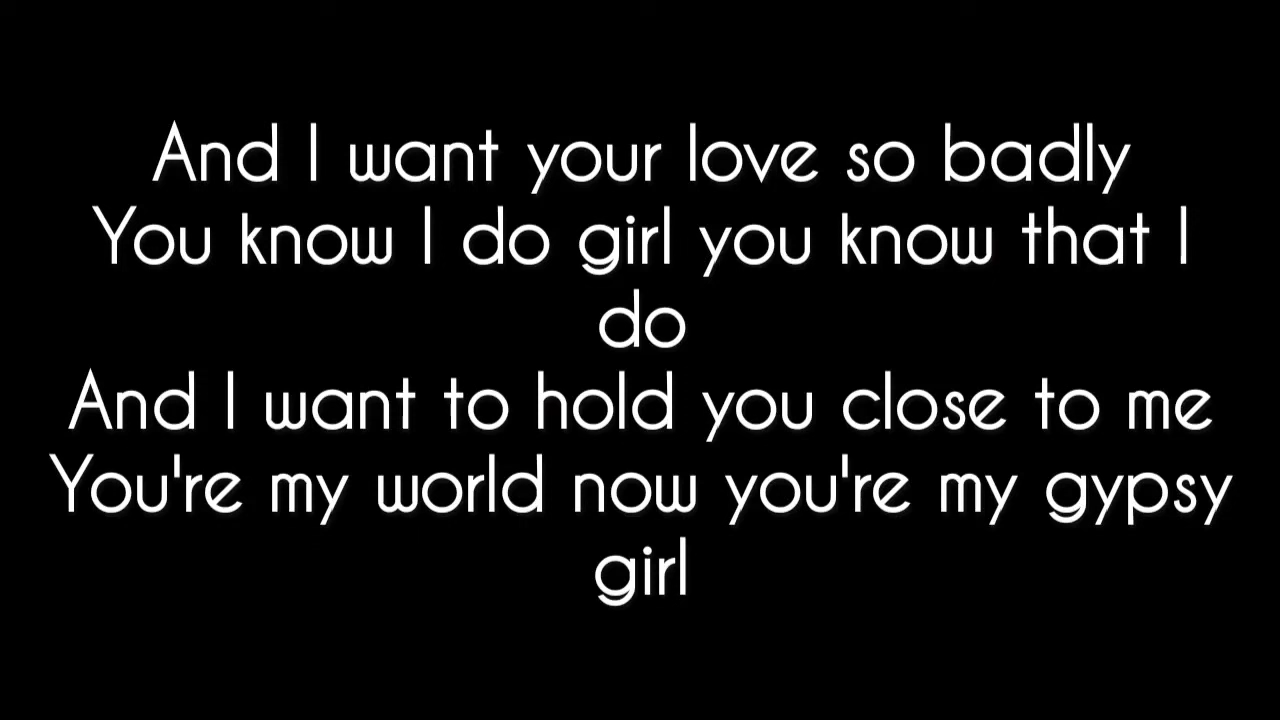 And I want your love so badly
You know I do girl you know that I
do
And I want to hold you close to me
You're my world now you're my gypsy
girl